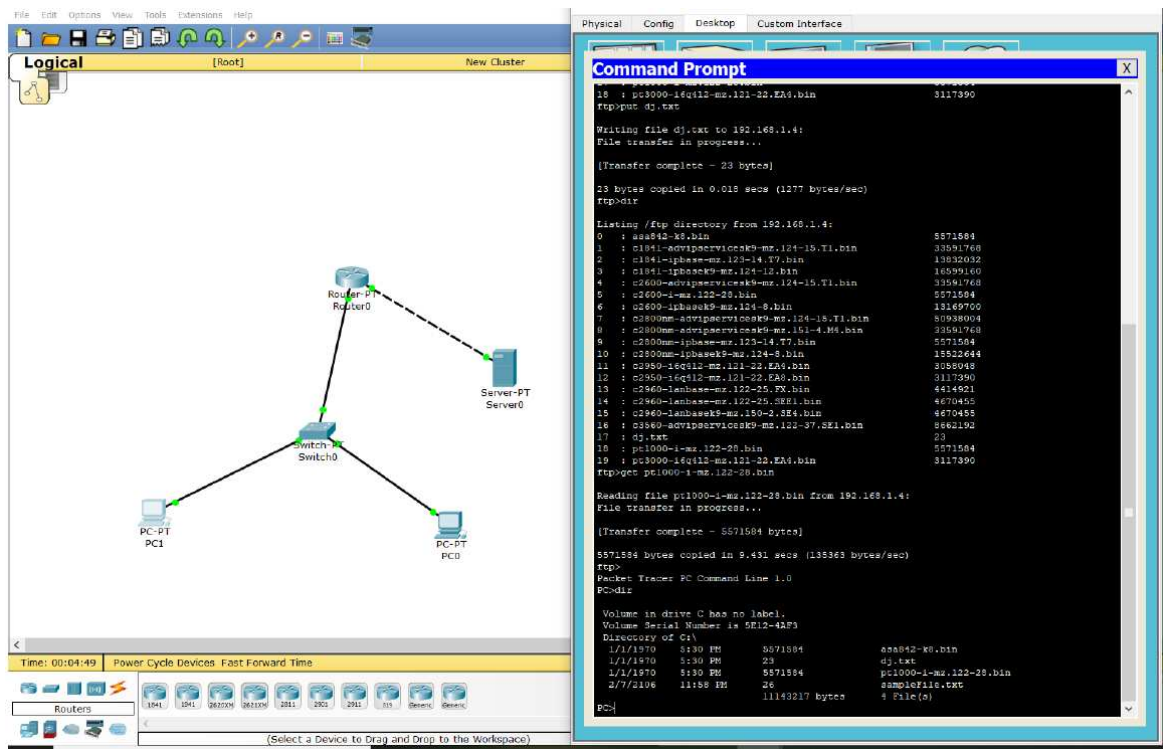 File Edit Options View Tools Extensions Help
Logical [Root] New Cluster
Router-PT
Router0
Server-PT
Server0
Switch-PT
Switch0
PC-PT
PC1
PC-PT
PC0
Time: 00:04:49 Power Cycle Devices Fast Forward Time
Routers
1841 1941 2620XM 2621XM 2811 2901 2911 819 Generic Generic
(Select a Device to Drag and Drop to the Workspace)
Physical Config Desktop Custom Interface
Command Prompt X
18 : pt3000-i6q4l2-mz.121-22.EA4.bin 3117390
ftp>put dj.txt
Writing file dj.txt to 192.168.1.4:
File transfer in progress...
[Transfer complete - 23 bytes]
23 bytes copied in 0.018 secs (1277 bytes/sec)
ftp>dir
Listing /ftp directory from 192.168.1.4:
0 : asa842-k8.bin 5571584
1 : c1841-advipservicesk9-mz.124-15.T1.bin 33591768
2 : c1841-ipbase-mz.123-14.T7.bin 13832032
3 : c1841-ipbasek9-mz.124-12.bin 16599160
4 : c2600-advipservicesk9-mz.124-15.T1.bin 33591768
5 : c2600-i-mz.122-28.bin 5571584
6 : c2600-ipbasek9-mz.124-8.bin 13169700
7 : c2800nm-advipservicesk9-mz.124-15.T1.bin 50938004
8 : c2800nm-advipservicesk9-mz.151-4.M4.bin 33591768
9 : c2800nm-ipbase-mz.123-14.T7.bin 5571584
10 : c2800nm-ipbasek9-mz.124-8.bin 15522644
11 : c2950-i6q4l2-mz.121-22.EA4.bin 3058048
12 : c2950-i6q4l2-mz.121-22.EA8.bin 3117390
13 : c2960-lanbase-mz.122-25.FX.bin 4414921
14 : c2960-lanbase-mz.122-25.SEE1.bin 4670455
15 : c2960-lanbasek9-mz.150-2.SE4.bin 4670455
16 : c3560-advipservicesk9-mz.122-37.SE1.bin 8662192
17 : dj.txt 23
18 : pt1000-i-mz.122-28.bin 5571584
19 : pt3000-i6q4l2-mz.121-22.EA4.bin 3117390
ftp>get pt1000-i-mz.122-28.bin
Reading file pt1000-i-mz.122-28.bin from 192.168.1.4:
File transfer in progress...
[Transfer complete - 5571584 bytes]
5571584 bytes copied in 9.431 secs (135363 bytes/sec)
ftp>
Packet Tracer PC Command Line 1.0
PC>dir
Volume in drive C has no label.
Volume Serial Number is 5E12-4AF3
Directory of C:\
1/1/1970 5:30 PM 5571584 asa842-k8.bin
1/1/1970 5:30 PM 23 dj.txt
1/1/1970 5:30 PM 5571584 pt1000-i-mz.122-28.bin
2/7/2106 11:58 PM 26 sampleFile.txt
11143217 bytes 4 File(s)
PC>